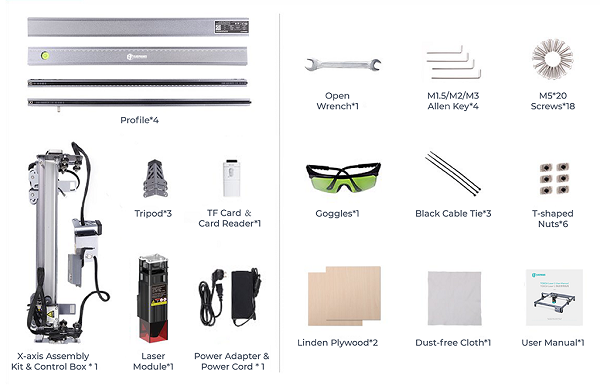 Profile*4
Tripod*3
TF Card &
Card Reader*1
X-axis Assembly
Kit & Control Box * 1
Laser
Module*1
Power Adapter &
Power Cord * 1
Open
Wrench*1
M1.5/M2/M3
Allen Key*4
M5*20
Screws*18
Goggles*1
Black Cable Tie*3
T-shaped
Nuts*6
Linden Plywood*2
Dust-free Cloth*1
User Manual*1